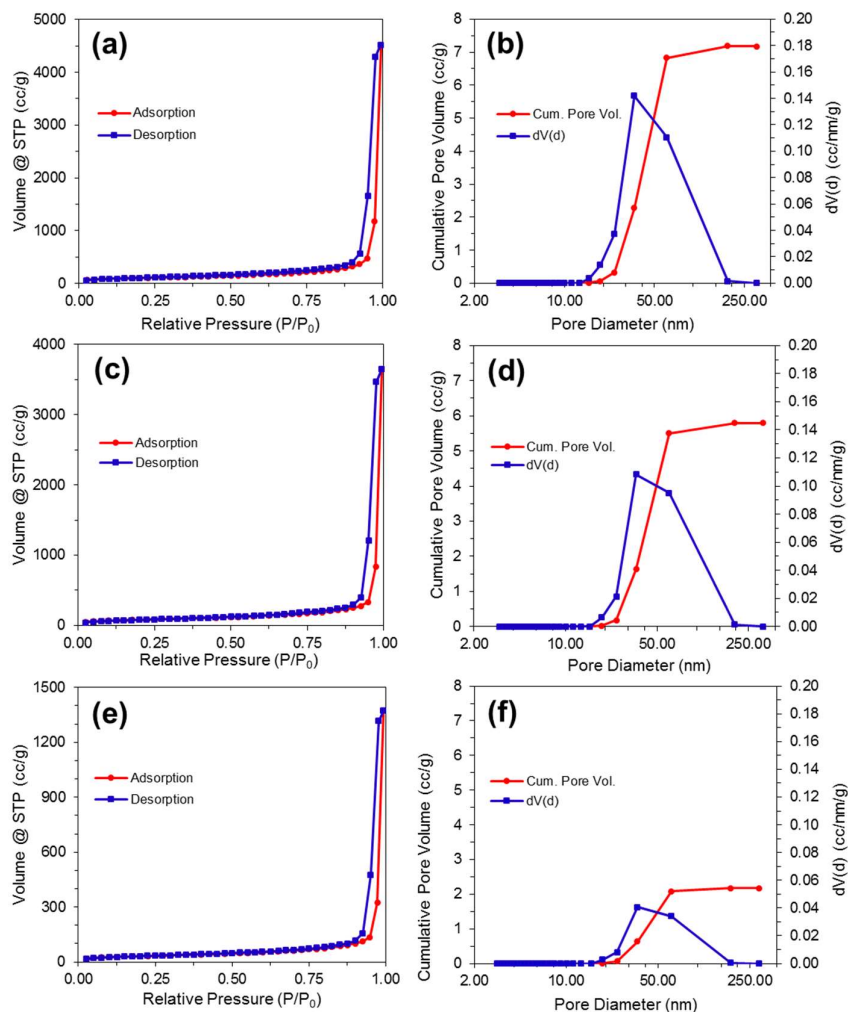 (a)
5000
4000
3000
2000
1000
0
Volume @ STP (cc/g)
Adsorption
Desorption
0.00 0.25 0.50 0.75 1.00
Relative Pressure (P/P0)
(b)
8
7
6
5
4
3
2
1
0
Cumulative Pore Volume (cc/g)
Cum. Pore Vol.
dV(d)
0.20
0.18
0.16
0.14
0.12
0.10
0.08
0.06
0.04
0.02
0.00
dV(d) (cc/nm/g)
2.00 10.00 50.00 250.00
Pore Diameter (nm)
(c)
4000
3000
2000
1000
0
Volume @ STP (cc/g)
Adsorption
Desorption
0.00 0.25 0.50 0.75 1.00
Relative Pressure (P/P0)
(d)
8
7
6
5
4
3
2
1
0
Cumulative Pore Volume (cc/g)
Cum. Pore Vol.
dV(d)
0.20
0.18
0.16
0.14
0.12
0.10
0.08
0.06
0.04
0.02
0.00
dV(d) (cc/nm/g)
2.00 10.00 50.00 250.00
Pore Diameter (nm)
(e)
1500
1200
900
600
300
0
Volume @ STP (cc/g)
Adsorption
Desorption
0.00 0.25 0.50 0.75 1.00
Relative Pressure (P/P0)
(f)
8
7
6
5
4
3
2
1
0
Cumulative Pore Volume (cc/g)
Cum. Pore Vol.
dV(d)
0.20
0.18
0.16
0.14
0.12
0.10
0.08
0.06
0.04
0.02
0.00
dV(d) (cc/nm/g)
2.00 10.00 50.00 250.00
Pore Diameter (nm)